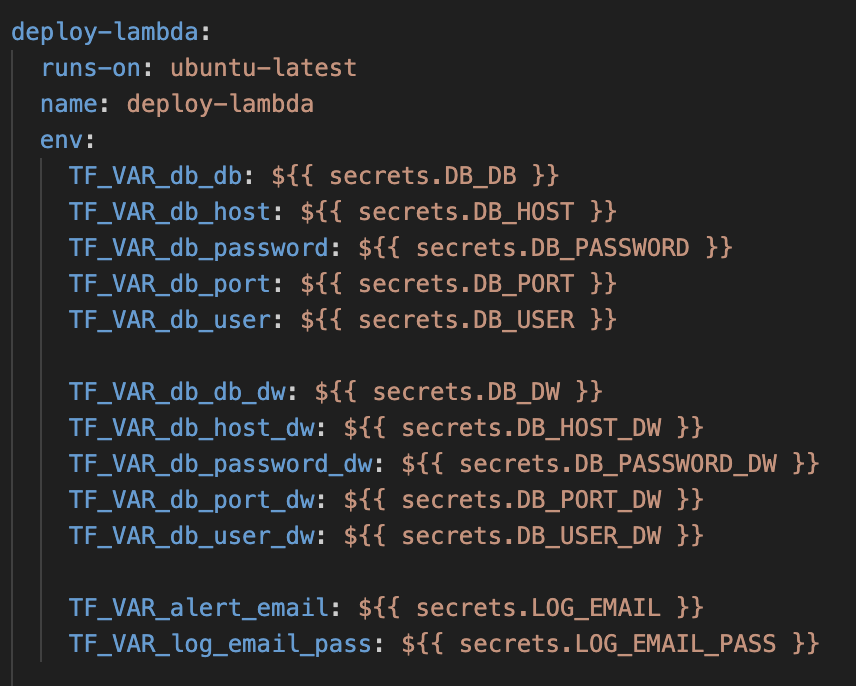 deploy-lambda:
runs-on: ubuntu-latest
name: deploy-lambda
env:
TF_VAR_db_db: ${{ secrets.DB_DB }}
TF_VAR_db_host: ${{ secrets.DB_HOST }}
TF_VAR_db_password: ${{ secrets.DB_PASSWORD }}
TF_VAR_db_port: ${{ secrets.DB_PORT }}
TF_VAR_db_user: ${{ secrets.DB_USER }}
TF_VAR_db_db_dw: ${{ secrets.DB_DW }}
TF_VAR_db_host_dw: ${{ secrets.DB_HOST_DW }}
TF_VAR_db_password_dw: ${{ secrets.DB_PASSWORD_DW }}
TF_VAR_db_port_dw: ${{ secrets.DB_PORT_DW }}
TF_VAR_db_user_dw: ${{ secrets.DB_USER_DW }}
TF_VAR_alert_email: ${{ secrets.LOG_EMAIL }}
TF_VAR_log_email_pass: ${{ secrets.LOG_EMAIL_PASS }}